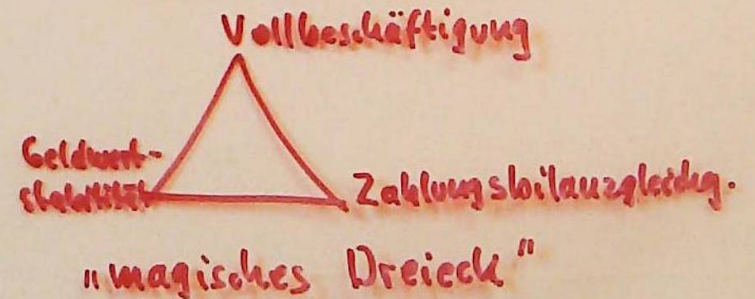 Vollbeschäftigung
Geldwert-
stabilität
Zahlungsbilanzgleichg.
„magisches Dreieck"